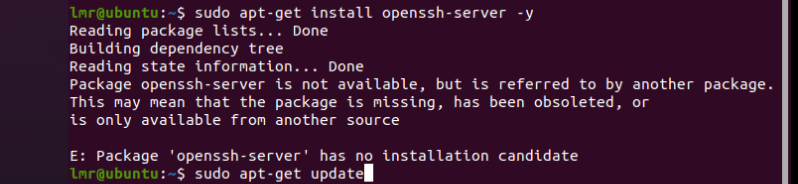 lmr@ubuntu:~$ sudo apt-get install openssh-server -y
Reading package lists... Done
Building dependency tree
Reading state information... Done
Package openssh-server is not available, but is referred to by another package.
This may mean that the package is missing, has been obsoleted, or
is only available from another source

E: Package 'openssh-server' has no installation candidate
lmr@ubuntu:~$ sudo apt-get update